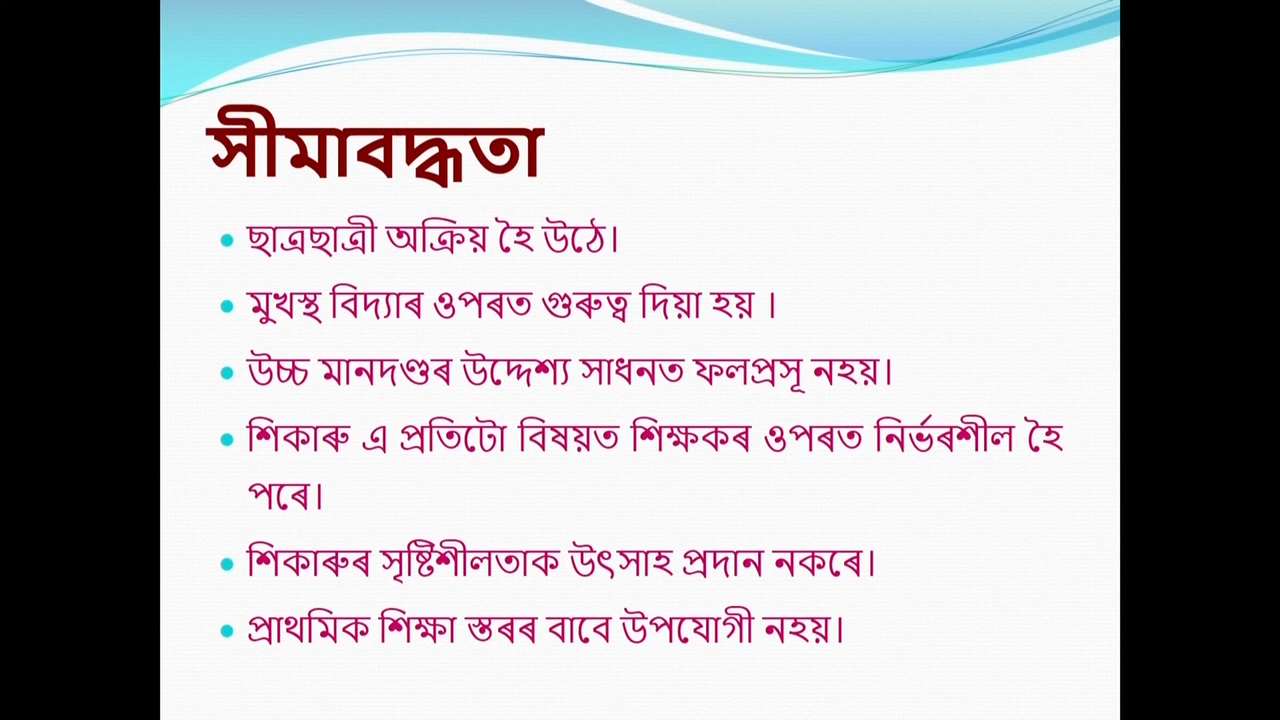 সীমাবদ্ধতা
• ছাত্ৰছাত্ৰী অক্ৰিয় হৈ উঠে।
• মুখস্থ বিদ্যাৰ ওপৰত গুৰুত্ব দিয়া হয় ।
• উচ্চ মানদণ্ডৰ উদ্দেশ্য সাধনত ফলপ্ৰসূ নহয়।
• শিকাৰু এ প্ৰতিটো বিষয়ত শিক্ষকৰ ওপৰত নিৰ্ভৰশীল হৈ
পৰে।
• শিকাৰুৰ সৃষ্টিশীলতাক উৎসাহ প্ৰদান নকৰে।
• প্ৰাথমিক শিক্ষা স্তৰৰ বাবে উপযোগী নহয়।